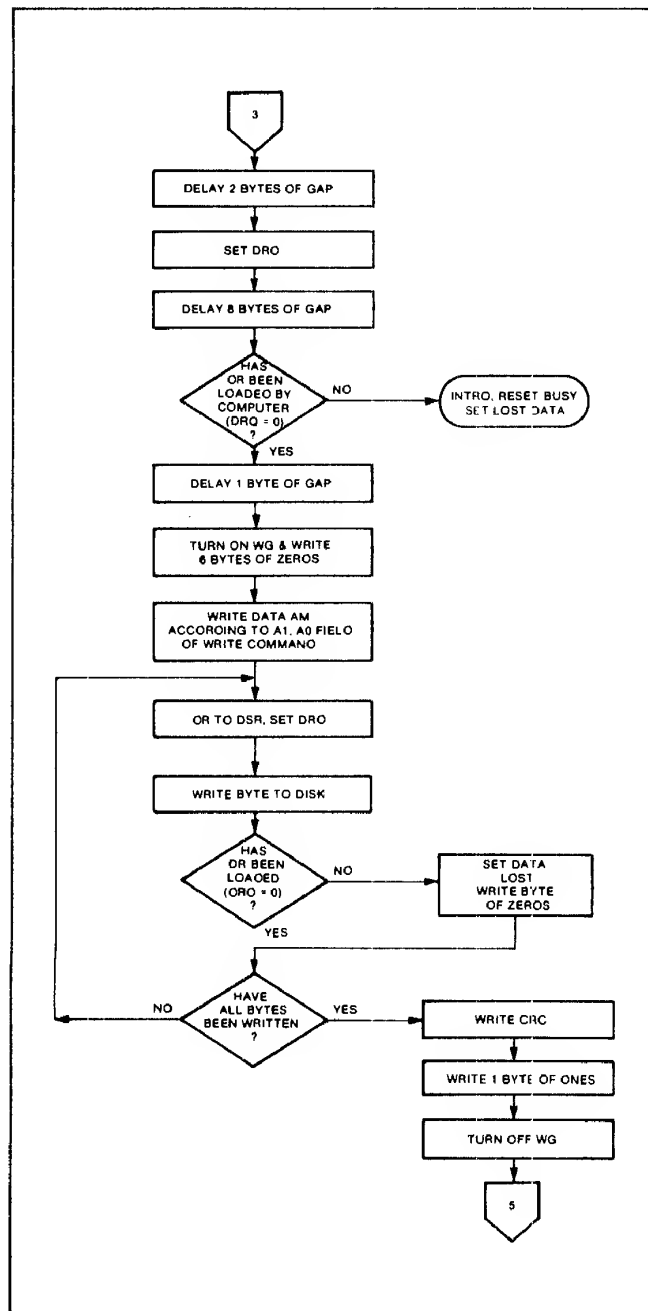 3
DELAY 2 BYTES OF GAP
SET DRO
DELAY 8 BYTES OF GAP
HAS
OR BEEN
LOADED BY
COMPUTER
(DRQ = 0)
?
NO
INTRO, RESET BUSY
SET LOST DATA
YES
DELAY 1 BYTE OF GAP
TURN ON WG & WRITE
6 BYTES OF ZEROS
WRITE DATA AM
ACCOROING TO A1, A0 FIELD
OF WRITE COMMANO
OR TO DSR, SET DRO
WRITE BYTE TO DISK
HAS
OR BEEN
LOAOED
(ORO = 0)
?
NO
SET DATA
LOST
WRITE BYTE
OF ZEROS
YES
HAVE
ALL BYTES
BEEN WRITTEN
?
NO
YES
WRITE CRC
WRITE 1 BYTE OF ONES
TURN OFF WG
5